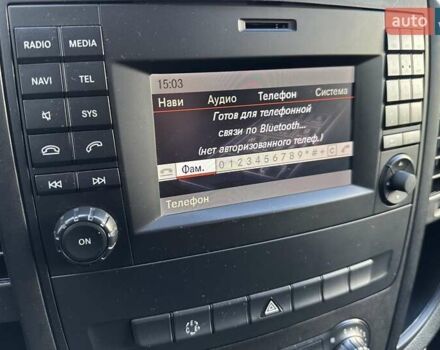 auto
RADIO MEDIA
NAVI TEL
SYS
ON
15:03
Нави Аудио Телефон Система
Готов для телефонной
связи по Bluetooth...
(нет авторизованного телеф.)
Фам. 0123456789*#+C
Телефон